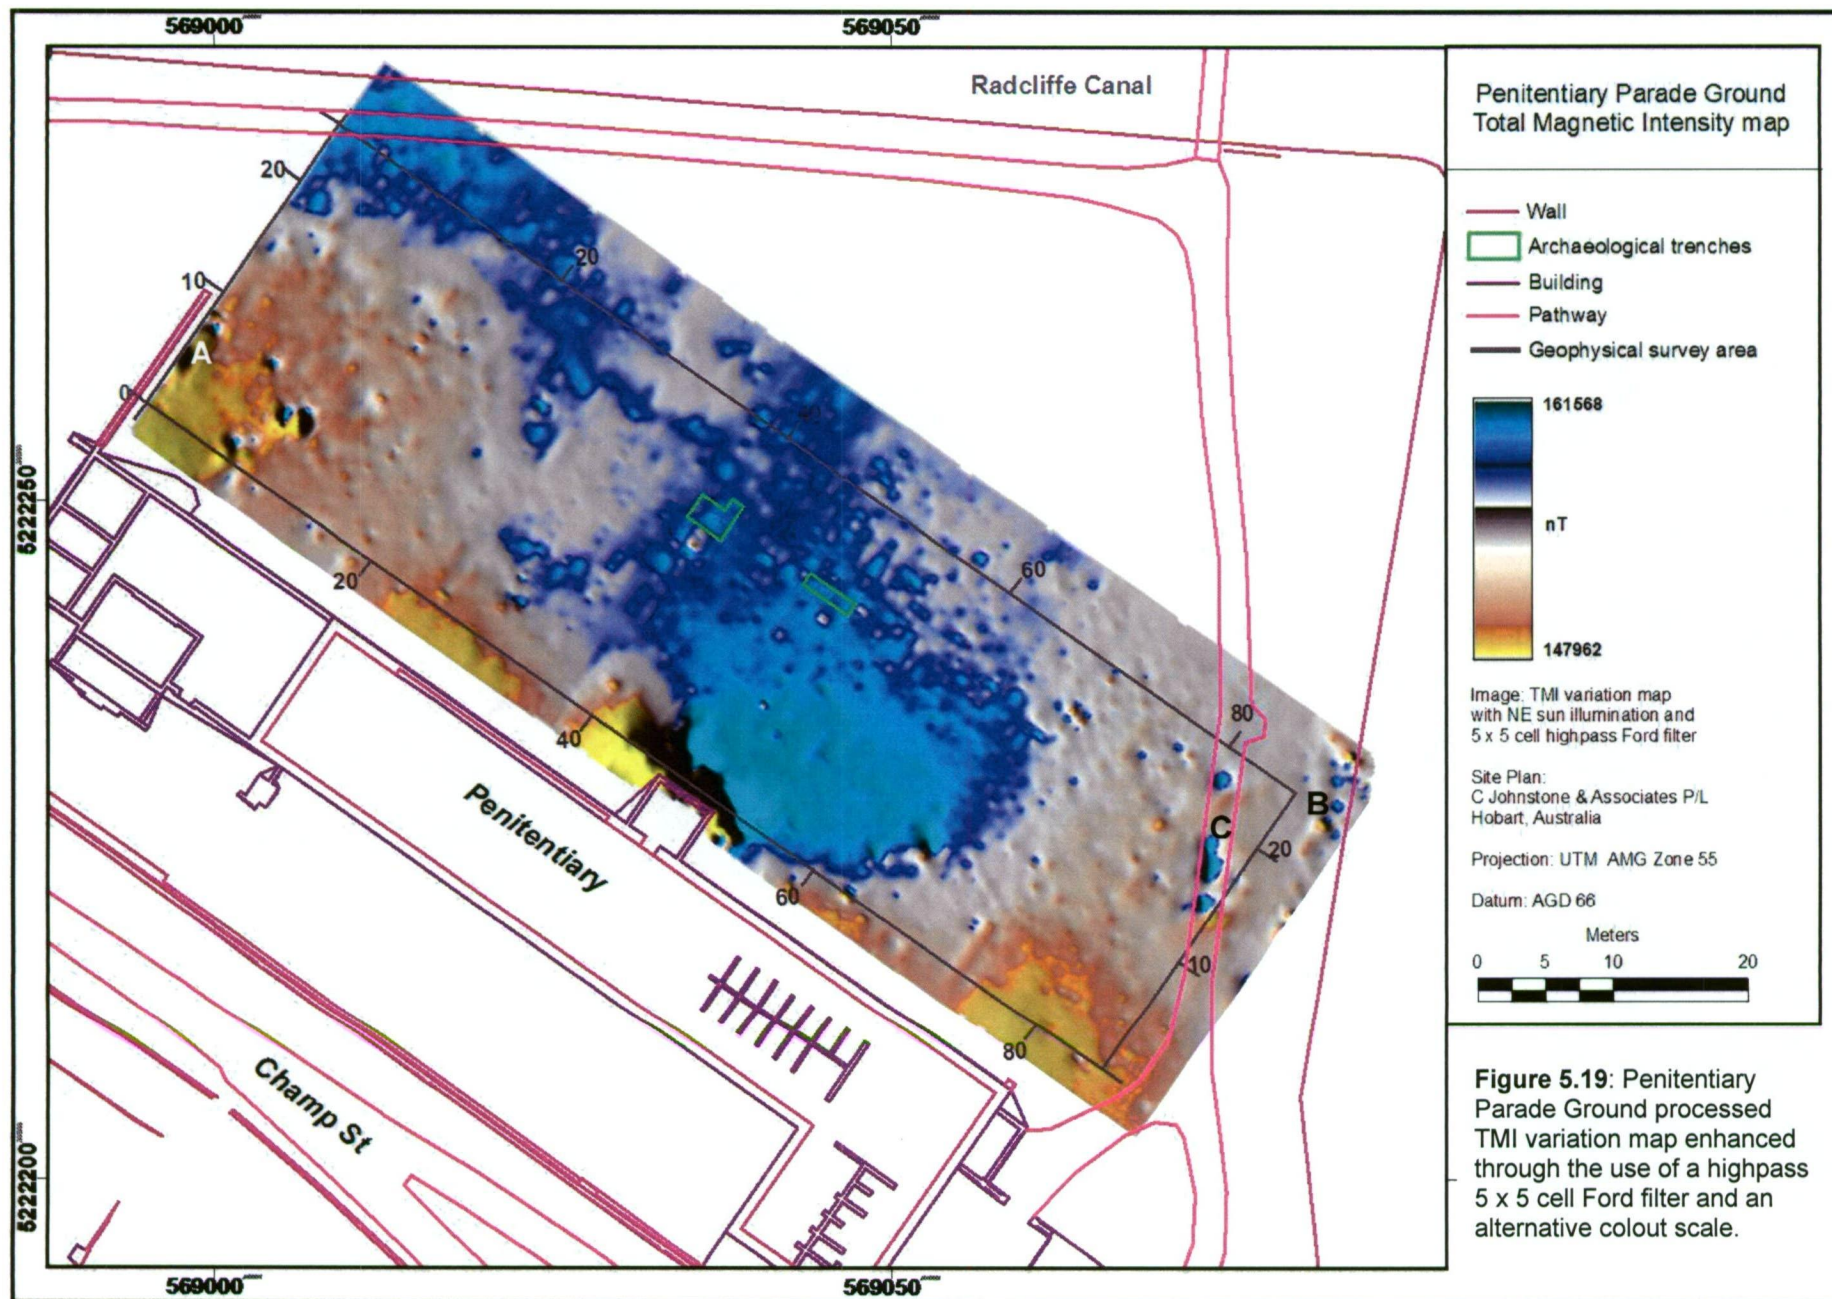 569000
569050
Radcliffe Canal
20
20
10
A
0
40
5222250
60
20
80
40
B
C
20
Penitentiary
60
10
80
Champ St
5222200
569000
569050
Penitentiary Parade Ground
Total Magnetic Intensity map
Wall
Archaeological trenches
Building
Pathway
Geophysical survey area
161568
nT
147962
Image: TMI variation map
with NE sun illumination and
5 x 5 cell highpass Ford filter
Site Plan:
C Johnstone & Associates P/L
Hobart, Australia
Projection: UTM AMG Zone 55
Datum: AGD 66
Meters
0 5 10 20
Figure 5.19: Penitentiary
Parade Ground processed
TMI variation map enhanced
through the use of a highpass
5 x 5 cell Ford filter and an
alternative colout scale.